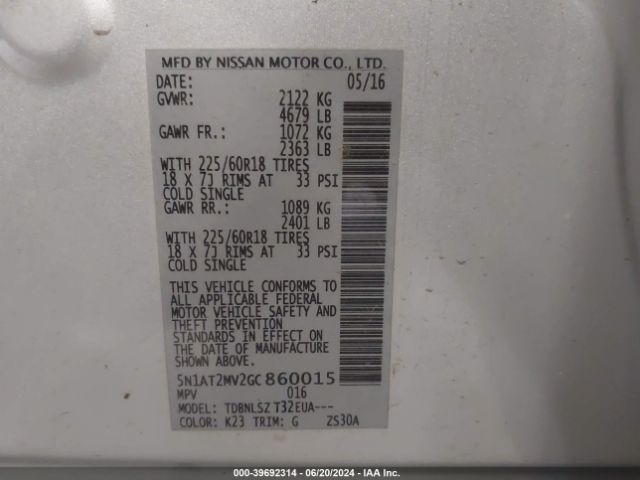 MFD BY NISSAN MOTOR CO., LTD.
DATE: 05/16
GVWR: 2122 KG
4679 LB
GAWR FR.: 1072 KG
2363 LB
WITH 225/60R18 TIRES
18 X 7J RIMS AT 33 PSI
COLD SINGLE
GAWR RR.: 1089 KG
2401 LB
WITH 225/60R18 TIRES
18 X 7J RIMS AT 33 PSI
COLD SINGLE
THIS VEHICLE CONFORMS TO
ALL APPLICABLE FEDERAL
MOTOR VEHICLE SAFETY AND
THEFT PREVENTION
STANDARDS IN EFFECT ON
THE DATE OF MANUFACTURE
SHOWN ABOVE.
5N1AT2MV2GC860015
MPV 016
MODEL: TDBNLSZ T32EUA---
COLOR: K23 TRIM: G ZS30A
000-39692314 - 06/20/2024 - IAA Inc.